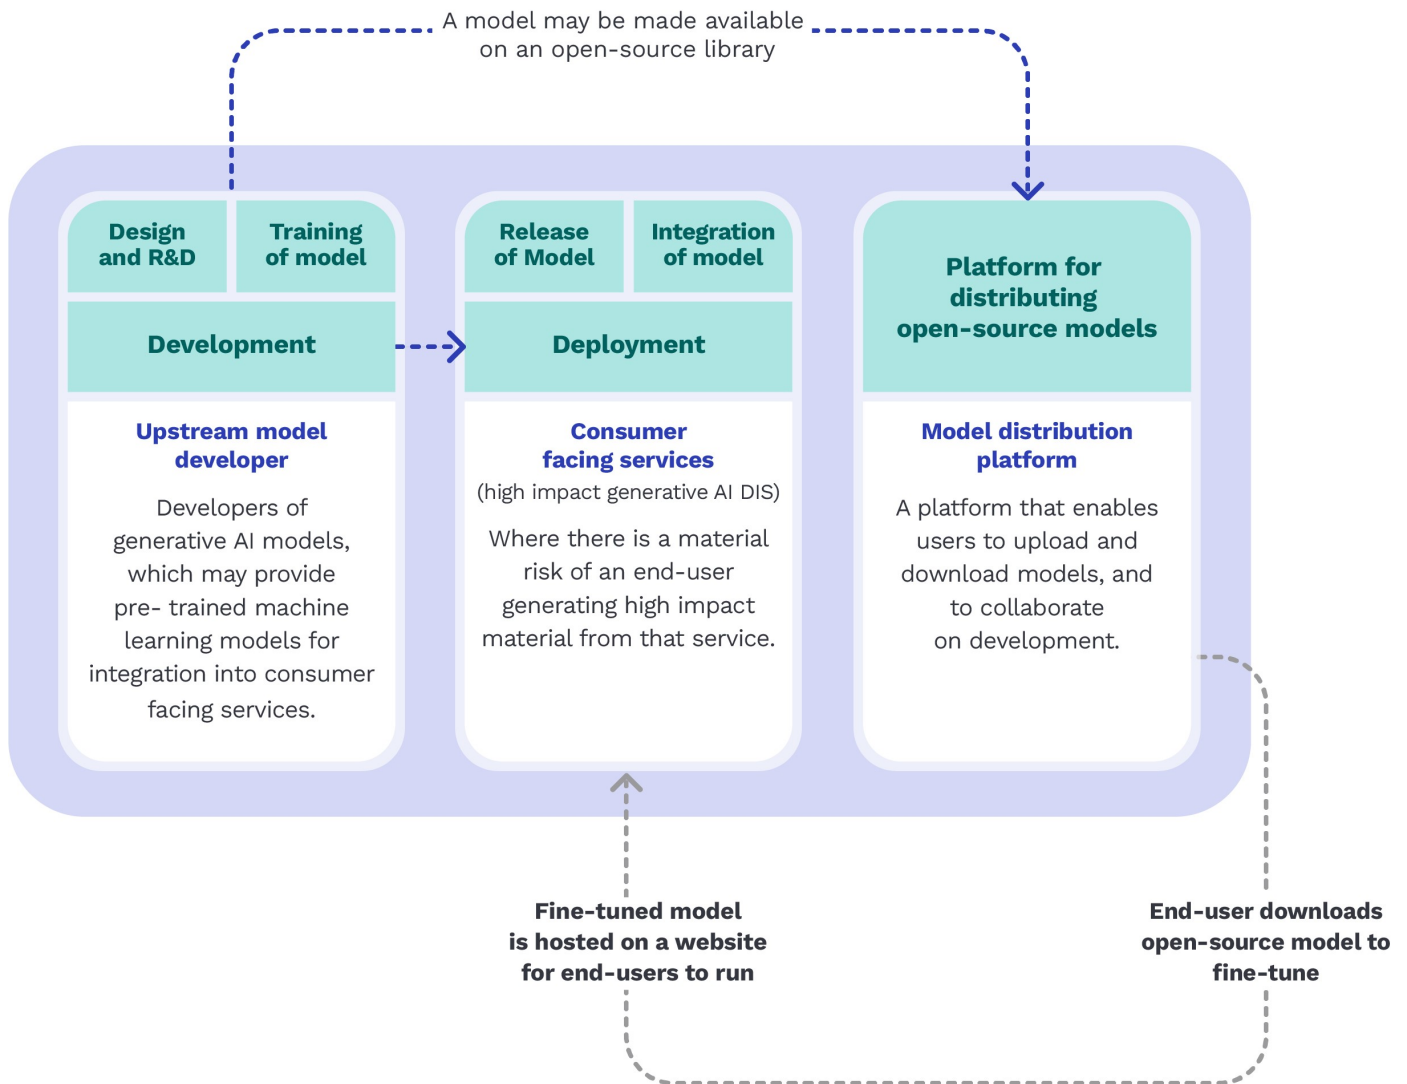 A model may be made available
on an open-source library
Design
and R&D
Training
of model
Development
Upstream model
developer
Developers of
generative AI models,
which may provide
pre- trained machine
learning models for
integration into consumer
facing services.
Release
of Model
Integration
of model
Deployment
Consumer
facing services
(high impact generative AI DIS)
Where there is a material
risk of an end-user
generating high impact
material from that service.
Platform for
distributing
open-source models
Model distribution
platform
A platform that enables
users to upload and
download models, and
to collaborate
on development.
Fine-tuned model
is hosted on a website
for end-users to run
End-user downloads
open-source model to
fine-tune